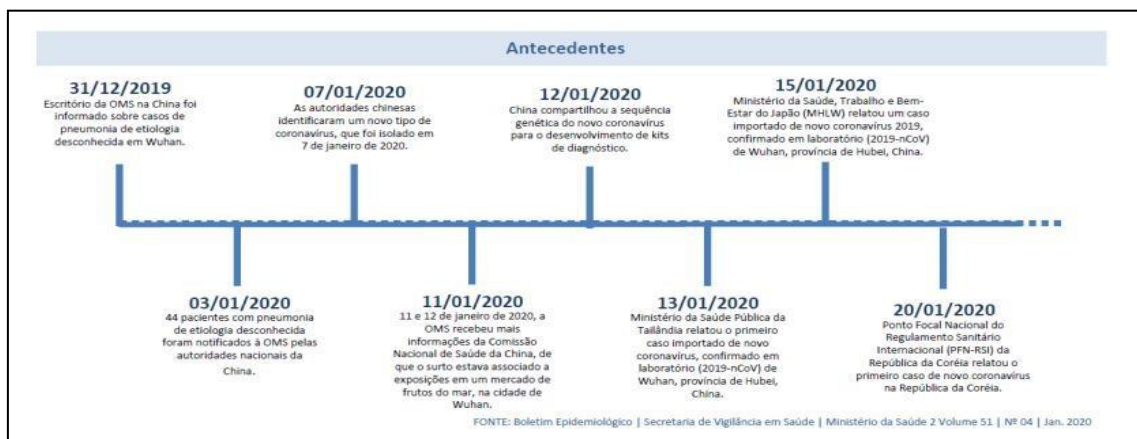 Antecedentes
31/12/2019
Escritório da OMS na China foi
informado sobre casos de
pneumonia de etiologia
desconhecida em Wuhan.
07/01/2020
As autoridades chinesas
identificaram um novo tipo de
coronavírus, que foi isolado em
7 de janeiro de 2020.
12/01/2020
China compartilhou a sequência
genética do novo coronavírus
para o desenvolvimento de kits
de diagnóstico.
15/01/2020
Ministério da Saúde, Trabalho e Bem-
Estar do Japão (MHLW) relatou um caso
importado de novo coronavírus 2019,
confirmado em laboratório (2019-nCoV)
de Wuhan, província de Hubei, China.
03/01/2020
44 pacientes com pneumonia
de etiologia desconhecida
foram notificados à OMS pelas
autoridades nacionais da
China.
11/01/2020
11 e 12 de janeiro de 2020, a
OMS recebeu mais
informações da Comissão
Nacional de Saúde da China, de
que o surto estava associado a
exposições em um mercado de
frutos do mar, na cidade de
Wuhan.
13/01/2020
Ministério da Saúde Pública da
Tailândia relatou o primeiro
caso importado de novo
coronavírus, confirmado em
laboratório (2019-nCoV) de
Wuhan, província de Hubei,
China.
20/01/2020
Ponto Focal Nacional do
Regulamento Sanitário
Internacional (PFN-RSI) da
República da Coréia relatou o
primeiro caso de novo coronavírus
na República da Coréia.
FONTE: Boletim Epidemiológico | Secretaria de Vigilância em Saúde | Ministério da Saúde 2 Volume 51 | Nº 04 | Jan. 2020